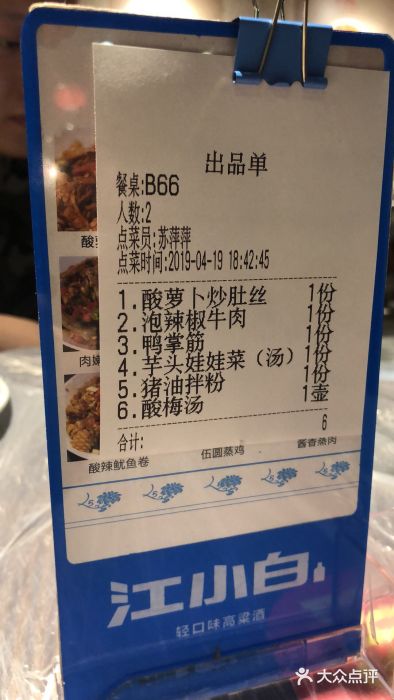 出品单
餐桌:B66
人数:2
点菜员:苏萍萍
点菜时间:2019-04-19 18:42:45
1.酸萝卜炒肚丝 1份
2.泡辣椒牛肉 1份
3.鸭掌筋 1份
4.芋头娃娃菜（汤） 1份
5.猪油拌粉 1份
6.酸梅汤 1壶
合计: 6
酸
肉嫩
酸辣鱿鱼卷 伍圆蒸鸡 酱香焦肉
江小白
轻口味高粱酒
大众点评